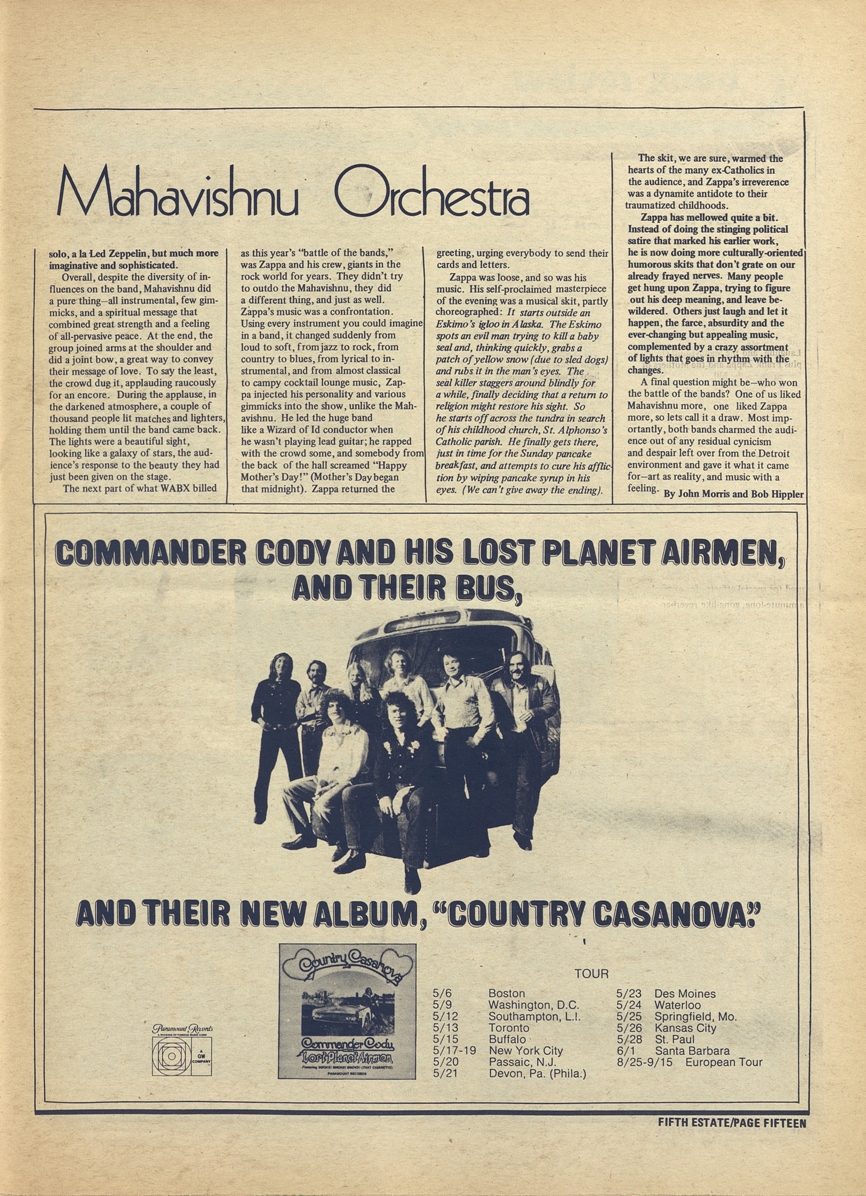 Mahavishnu Orchestra
solo, a la Led Zeppelin, but much more
imaginative and sophisticated.
Overall, despite the diversity of in-
fluences on the band, Mahavishnu did
a pure thing—all instrumental, few gim-
micks, and a spiritual message that
combined great strength and a feeling
of all-pervasive peace. At the end, the
group joined arms at the shoulder and
did a joint bow, a great way to convey
their message of love. To say the least,
the crowd dug it, applauding raucously
for an encore. During the applause, in
the darkened atmosphere, a couple of
thousand people lit matches and lighters,
holding them until the band came back.
The lights were a beautiful sight,
looking like a galaxy of stars, the aud-
ience's response to the beauty they had
just been given on the stage.
The next part of what WABX billed
as this year's "battle of the bands,"
was Zappa and his crew, giants in the
rock world for years. They didn't try
to outdo the Mahavishnu, they did
a different thing, and just as well.
Zappa's music was a confrontation.
Using every instrument you could imagine
in a band, it changed suddenly from
loud to soft, from jazz to rock, from
country to blues, from lyrical to in-
strumental, and from almost classical
to campy cocktail lounge music, Zap-
pa injected his personality and various
gimmicks into the show, unlike the Mah-
avishnu. He led the huge band
like a Wizard of Id conductor when
he wasn't playing lead guitar; he rapped
with the crowd some, and somebody from
the back of the hall screamed "Happy
Mother's Day!" (Mother's Day began
that midnight). Zappa returned the
greeting, urging everybody to send their
cards and letters.
Zappa was loose, and so was his
music. His self-proclaimed masterpiece
of the evening was a musical skit, partly
choreographed: It starts outside an
Eskimo's igloo in Alaska. The Eskimo
spots an evil man trying to kill a baby
seal and, thinking quickly, grabs a
patch of yellow snow (due to sled dogs)
and rubs it in the man's eyes. The
seal killer staggers around blindly for
a while, finally deciding that a return to
religion might restore his sight. So
he starts off across the tundra in search
of his childhood church, St. Alphonso's
Catholic parish. He finally gets there,
just in time for the Sunday pancake
breakfast, and attempts to cure his afflic-
tion by wiping pancake syrup in his
eyes. (We can't give away the ending).
The skit, we are sure, warmed the
hearts of the many ex-Catholics in
the audience, and Zappa's irreverence
was a dynamite antidote to their
traumatized childhoods.
Zappa has mellowed quite a bit.
Instead of doing the stinging political
satire that marked his earlier work,
he is now doing more culturally-oriented
humorous skits that don't grate on our
already frayed nerves. Many people
get hung upon Zappa, trying to figure
out his deep meaning, and leave be-
wildered. Others just laugh and let it
happen, the farce, absurdity and the
ever-changing but appealing music,
complemented by a crazy assortment
of lights that goes in rhythm with the
changes.
A final question might be—who won
the battle of the bands? One of us liked
Mahavishnu more, one liked Zappa
more, so lets call it a draw. Most imp-
ortantly, both bands charmed the audi-
ence out of any residual cynicism
and despair left over from the Detroit
environment and gave it what it came
for—art as reality, and music with a
feeling.
By John Morris and Bob Hippler
COMMANDER CODY AND HIS LOST PLANET AIRMEN,
AND THEIR BUS,
AND THEIR NEW ALBUM, "COUNTRY CASANOVA."
Country Casanova
Commander Cody
Lost Planet Airmen
PARAMOUNT RECORDS
Paramount Records
A
GW
COMPANY
TOUR
5/6 Boston
5/9 Washington, D.C.
5/12 Southampton, L.I.
5/13 Toronto
5/15 Buffalo
5/17-19 New York City
5/20 Passaic, N.J.
5/21 Devon, Pa. (Phila.)
5/23 Des Moines
5/24 Waterloo
5/25 Springfield, Mo.
5/26 Kansas City
5/28 St. Paul
6/1 Santa Barbara
8/25-9/15 European Tour
FIFTH ESTATE/PAGE FIFTEEN